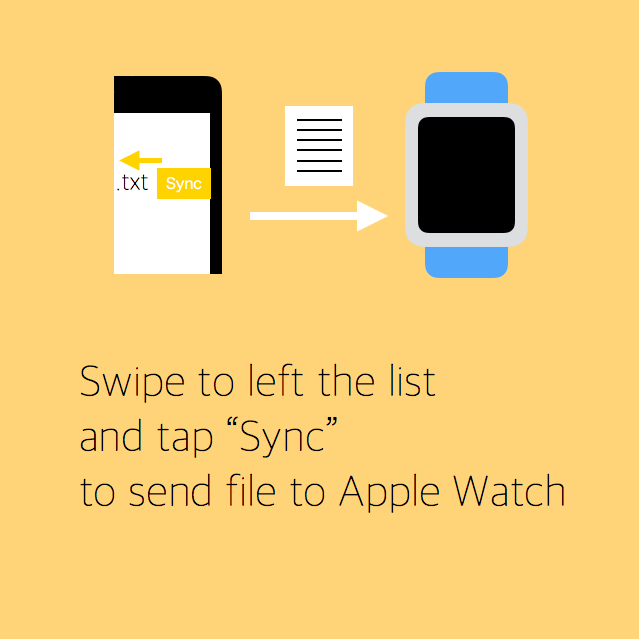 .txt Sync
Swipe to left the list
and tap “Sync”
to send file to Apple Watch